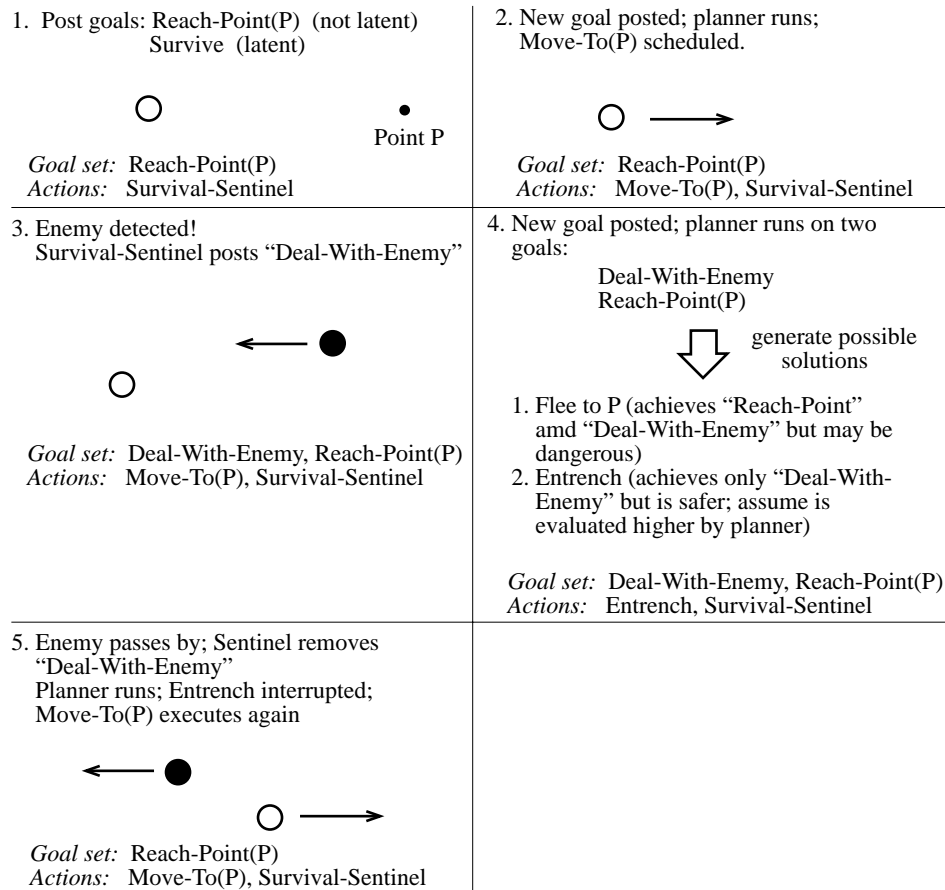 1. Post goals: Reach-Point(P) (not latent)
Survive (latent)
Point P
Goal set: Reach-Point(P)
Actions: Survival-Sentinel
2. New goal posted; planner runs;
Move-To(P) scheduled.
Goal set: Reach-Point(P)
Actions: Move-To(P), Survival-Sentinel
3. Enemy detected!
Survival-Sentinel posts “Deal-With-Enemy”
Goal set: Deal-With-Enemy, Reach-Point(P)
Actions: Move-To(P), Survival-Sentinel
4. New goal posted; planner runs on two
goals:
Deal-With-Enemy
Reach-Point(P)
generate possible
solutions
1. Flee to P (achieves “Reach-Point”
amd “Deal-With-Enemy” but may be
dangerous)
2. Entrench (achieves only “Deal-With-
Enemy” but is safer; assume is
evaluated higher by planner)
Goal set: Deal-With-Enemy, Reach-Point(P)
Actions: Entrench, Survival-Sentinel
5. Enemy passes by; Sentinel removes
“Deal-With-Enemy”
Planner runs; Entrench interrupted;
Move-To(P) executes again
Goal set: Reach-Point(P)
Actions: Move-To(P), Survival-Sentinel